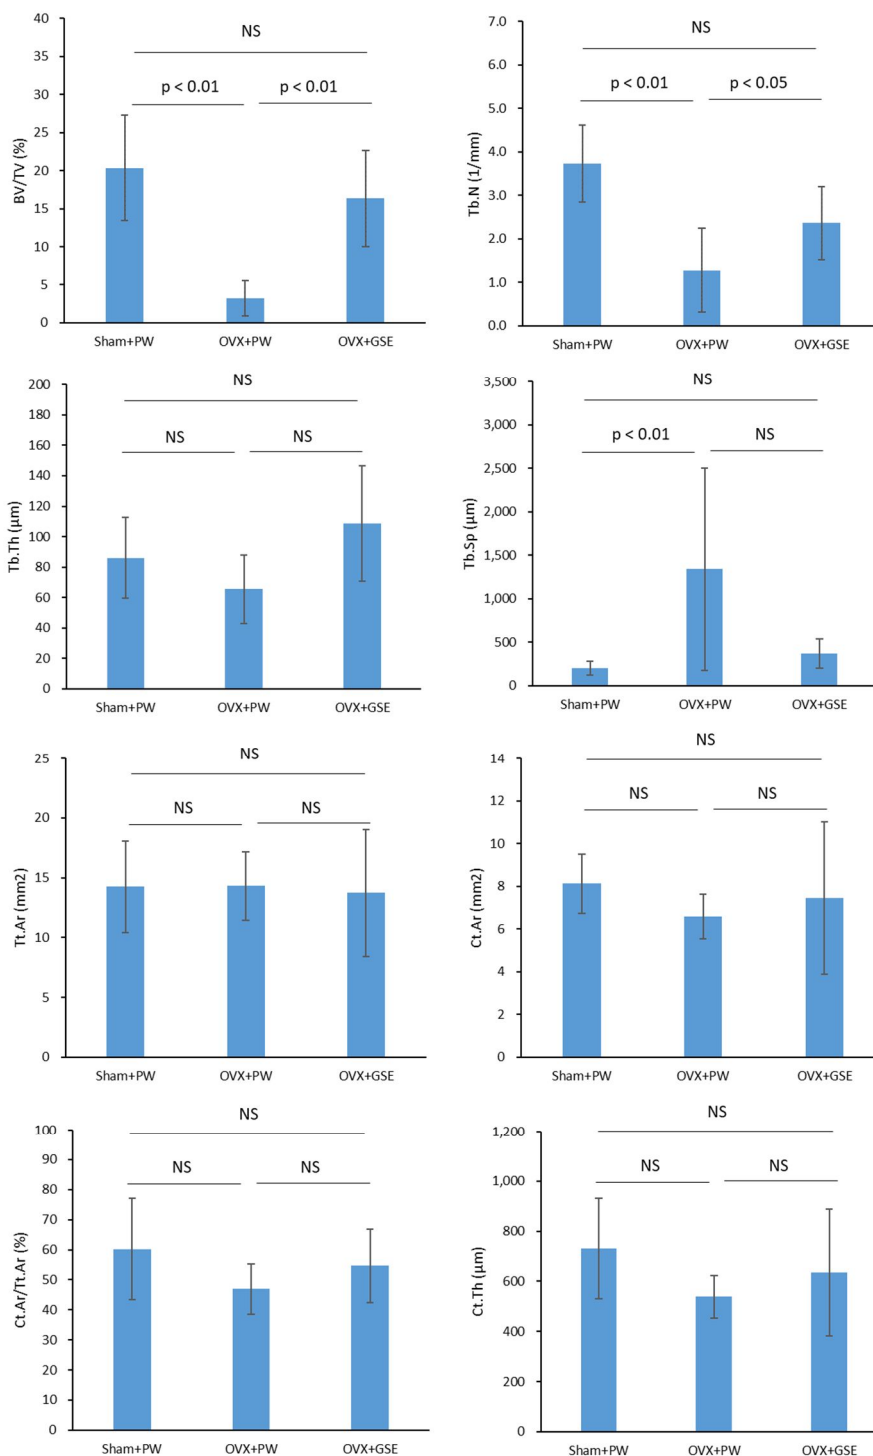 BV/TV (%)
40
35
30
25
20
15
10
5
0
NS
p < 0.01
p < 0.01
Sham+PW
OVX+PW
OVX+GSE
Tb.N (1/mm)
7.0
6.0
5.0
4.0
3.0
2.0
1.0
0.0
NS
p < 0.01
p < 0.05
Sham+PW
OVX+PW
OVX+GSE
Tb.Th (µm)
200
180
160
140
120
100
80
60
40
20
0
NS
NS
NS
Sham+PW
OVX+PW
OVX+GSE
Tb.Sp (µm)
3,500
3,000
2,500
2,000
1,500
1,000
500
0
NS
p < 0.01
NS
Sham+PW
OVX+PW
OVX+GSE
Tt.Ar (mm2)
25
20
15
10
5
0
NS
NS
NS
Sham+PW
OVX+PW
OVX+GSE
Ct.Ar (mm2)
14
12
10
8
6
4
2
0
NS
NS
NS
Sham+PW
OVX+PW
OVX+GSE
Ct.Ar/Tt.Ar (%)
100
90
80
70
60
50
40
30
20
10
0
NS
NS
NS
Sham+PW
OVX+PW
OVX+GSE
Ct.Th (µm)
1,200
1,000
800
600
400
200
0
NS
NS
NS
Sham+PW
OVX+PW
OVX+GSE